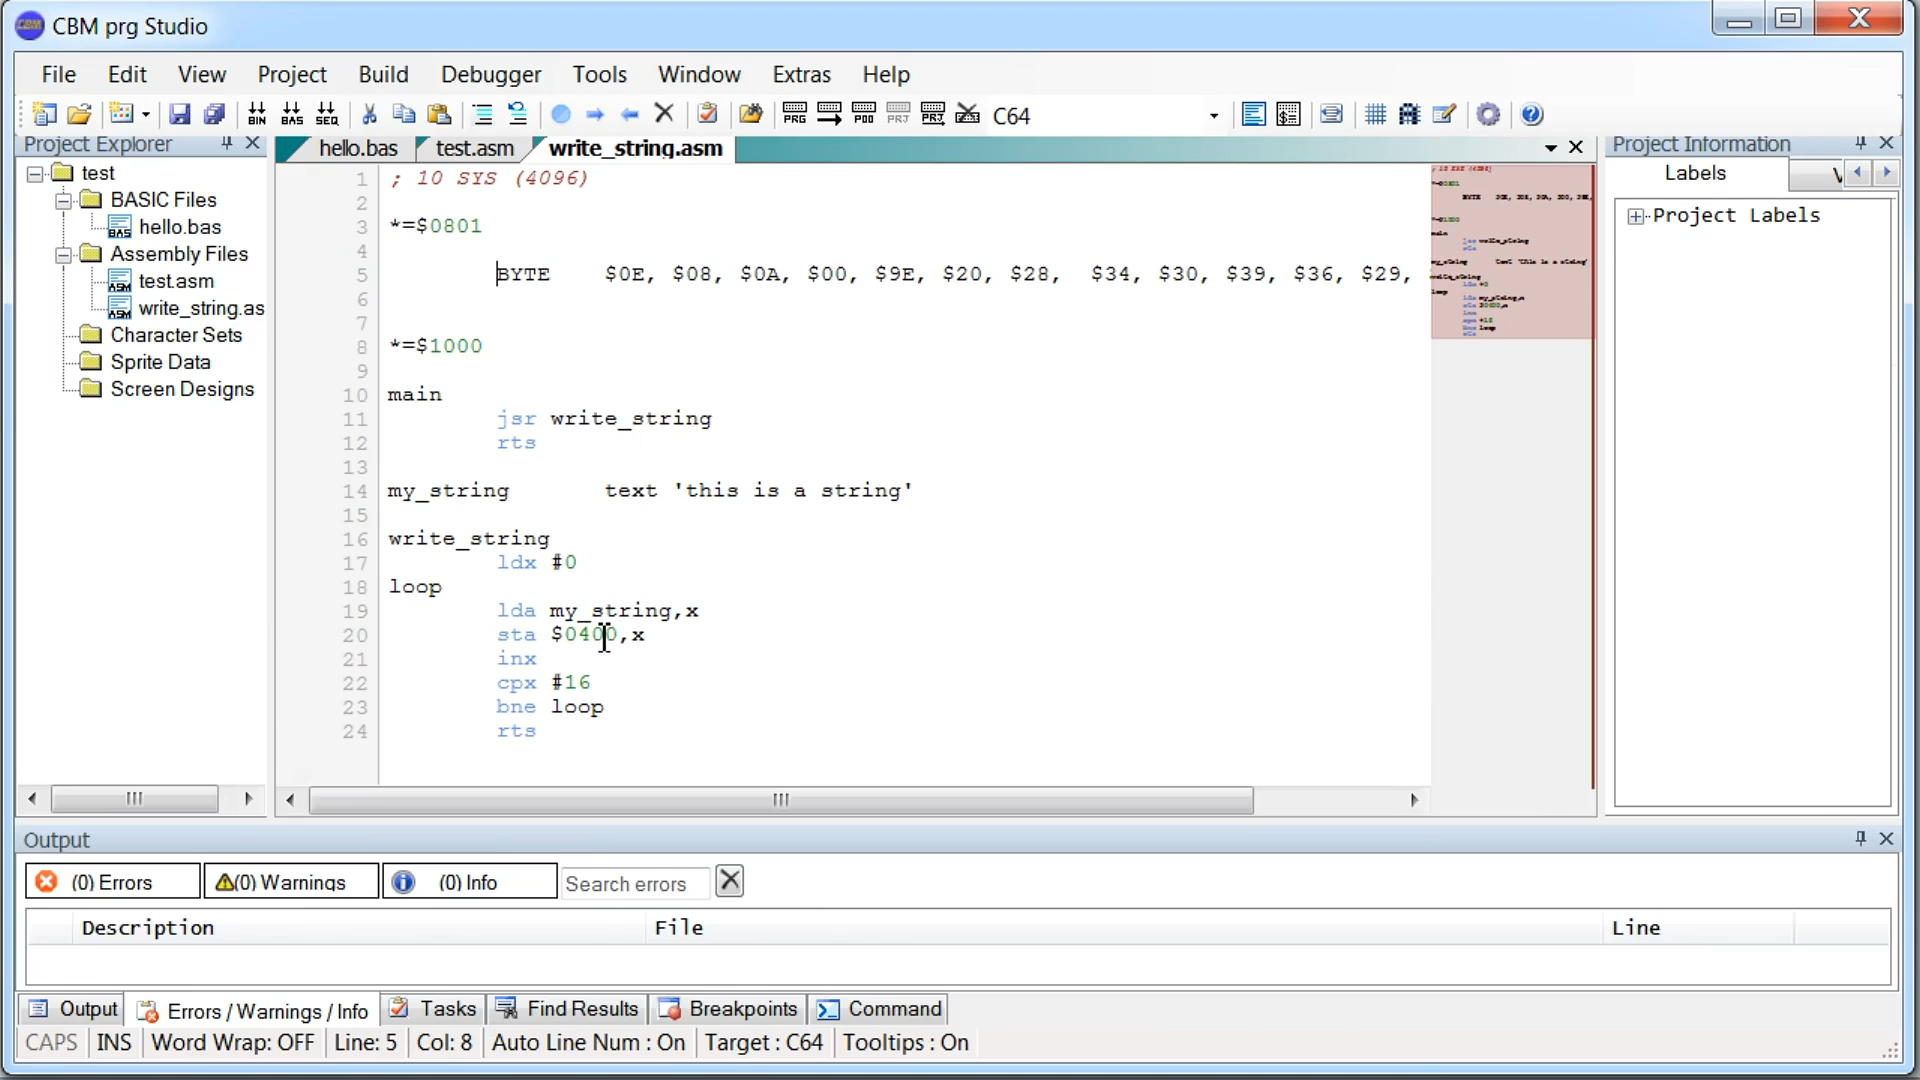 CBM prg Studio
File Edit View Project Build Debugger Tools Window Extras Help
BIN BAS SEQ PRG POO PRJ PRJ C64
Project Explorer
test
BASIC Files
hello.bas
Assembly Files
test.asm
write_string.as
Character Sets
Sprite Data
Screen Designs
hello.bas test.asm write_string.asm
1 ; 10 SYS (4096)
2
3 *=$0801
4
5 BYTE $0E, $08, $0A, $00, $9E, $20, $28, $34, $30, $39, $36, $29,
6
7
8 *=$1000
9
10 main
11 jsr write_string
12 rts
13
14 my_string text 'this is a string'
15
16 write_string
17 ldx #0
18 loop
19 lda my_string,x
20 sta $0400,x
21 inx
22 cpx #16
23 bne loop
24 rts
Project Information
Labels
Project Labels
Output
(0) Errors (0) Warnings (0) Info Search errors
Description File Line
Output Errors / Warnings / Info Tasks Find Results Breakpoints Command
CAPS INS Word Wrap: OFF Line: 5 Col: 8 Auto Line Num : On Target : C64 Tooltips : On